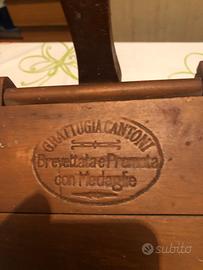 GRATTUGIA CANTONI
Brevettata e Premiata
con Medaglie
subito